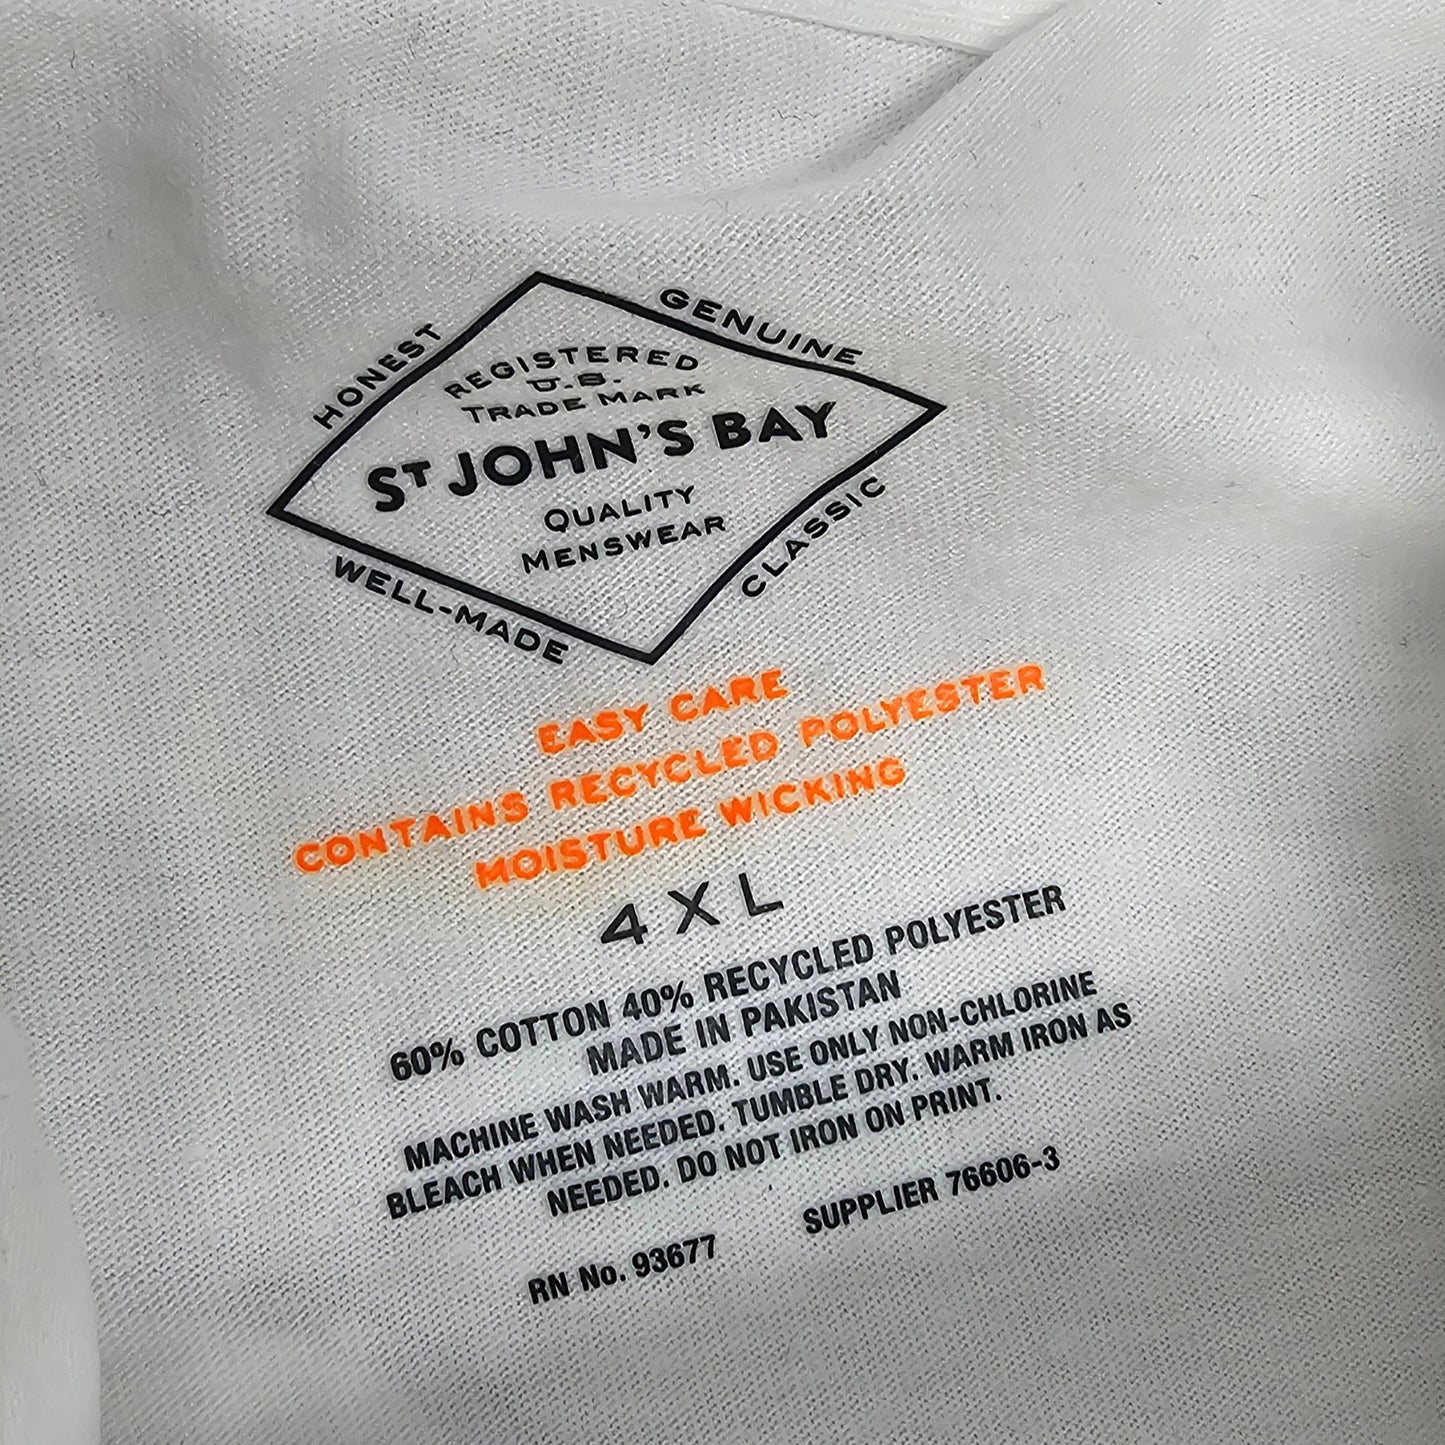 HONEST
GENUINE
REGISTERED
U.S.
TRADE MARK
ST JOHN'S BAY
QUALITY
MENSWEAR
WELL-MADE
CLASSIC
EASY CARE
CONTAINS RECYCLED POLYESTER
MOISTURE WICKING
4XL
60% COTTON 40% RECYCLED POLYESTER
MADE IN PAKISTAN
MACHINE WASH WARM. USE ONLY NON-CHLORINE
BLEACH WHEN NEEDED. TUMBLE DRY. WARM IRON AS
NEEDED. DO NOT IRON ON PRINT.
RN No. 93677 SUPPLIER 76606-3